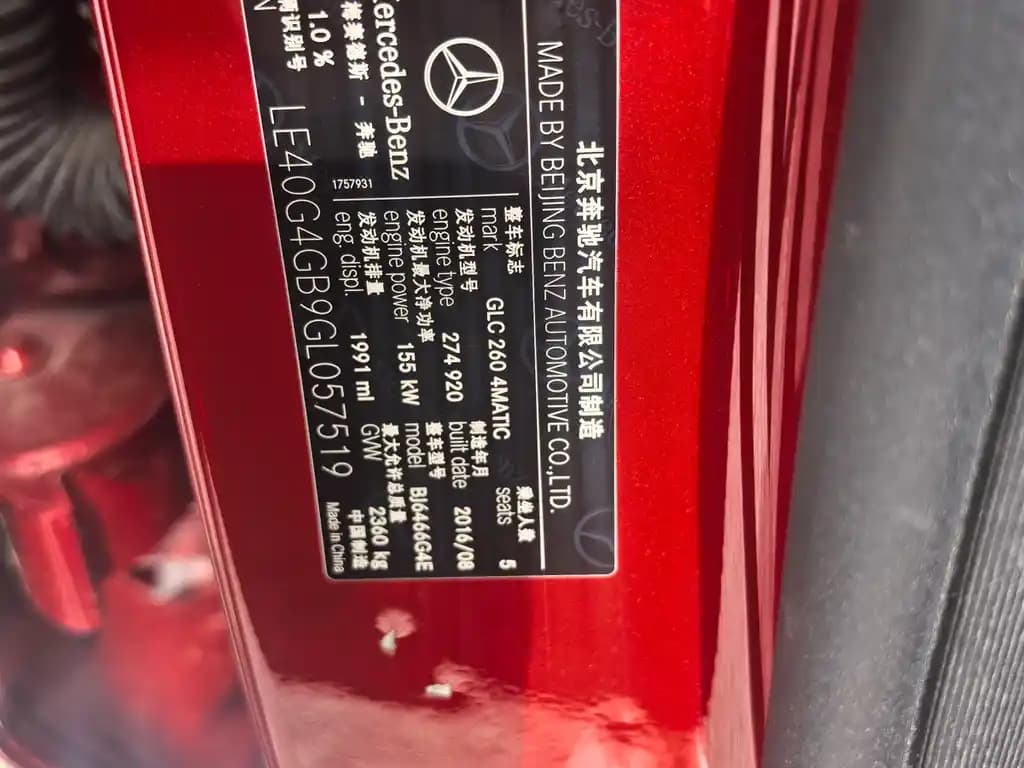 北京奔驰汽车有限公司制造
MADE BY BEIJING BENZ AUTOMOTIVE CO.,LTD.
Mercedes-Benz
梅赛德斯 - 奔驰
1757931
整车标志
mark GLC 260 4MATIC
乘坐人数
seats 5
发动机型号
engine type 274 920
制造年月
built date 2016/08
发动机最大净功率
engine power 155 kW
整车型号
model BJ6466G4E
发动机排量
eng. displ. 1991 ml
最大允许总质量
GVW 2360 kg
中国制造
Made in China
1.0 %
识别号
N LE40G4GB9GL057519